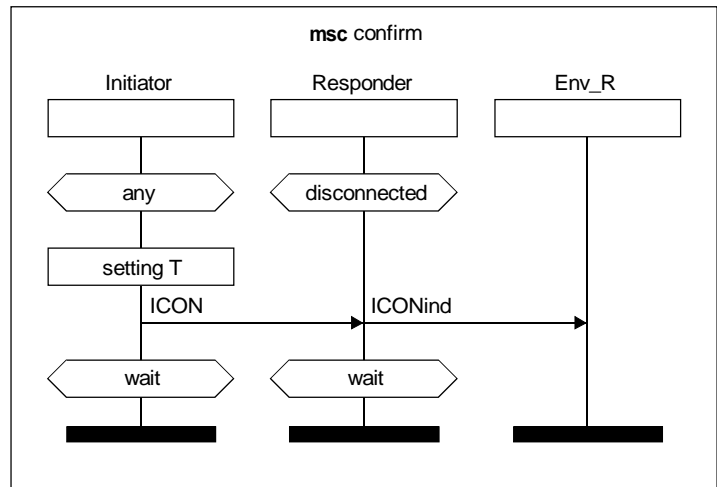 msc confirm
Initiator Responder Env_R
any disconnected
setting T
ICON ICONind
wait wait